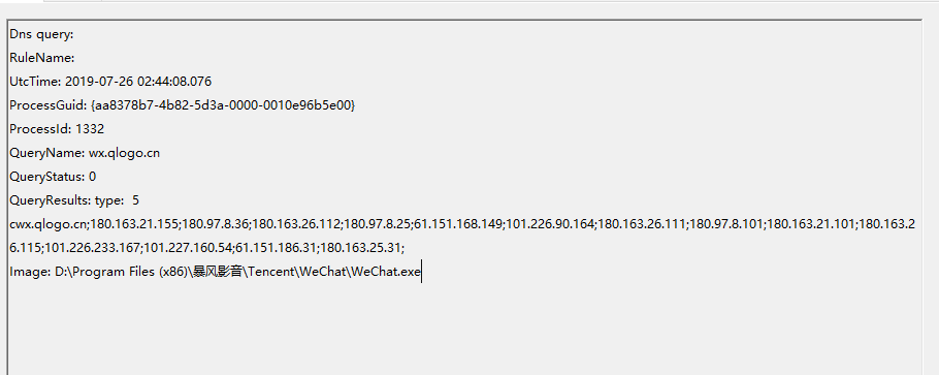 Dns query:
RuleName:
UtcTime: 2019-07-26 02:44:08.076
ProcessGuid: {aa8378b7-4b82-5d3a-0000-0010e96b5e00}
ProcessId: 1332
QueryName: wx.qlogo.cn
QueryStatus: 0
QueryResults: type:  5
cwx.qlogo.cn;180.163.21.155;180.97.8.36;180.163.26.112;180.97.8.25;61.151.168.149;101.226.90.164;180.163.26.111;180.97.8.101;180.163.21.101;180.163.2
6.115;101.226.233.167;101.227.160.54;61.151.186.31;180.163.25.31;
Image: D:\Program Files (x86)\暴风影音\Tencent\WeChat\WeChat.exe